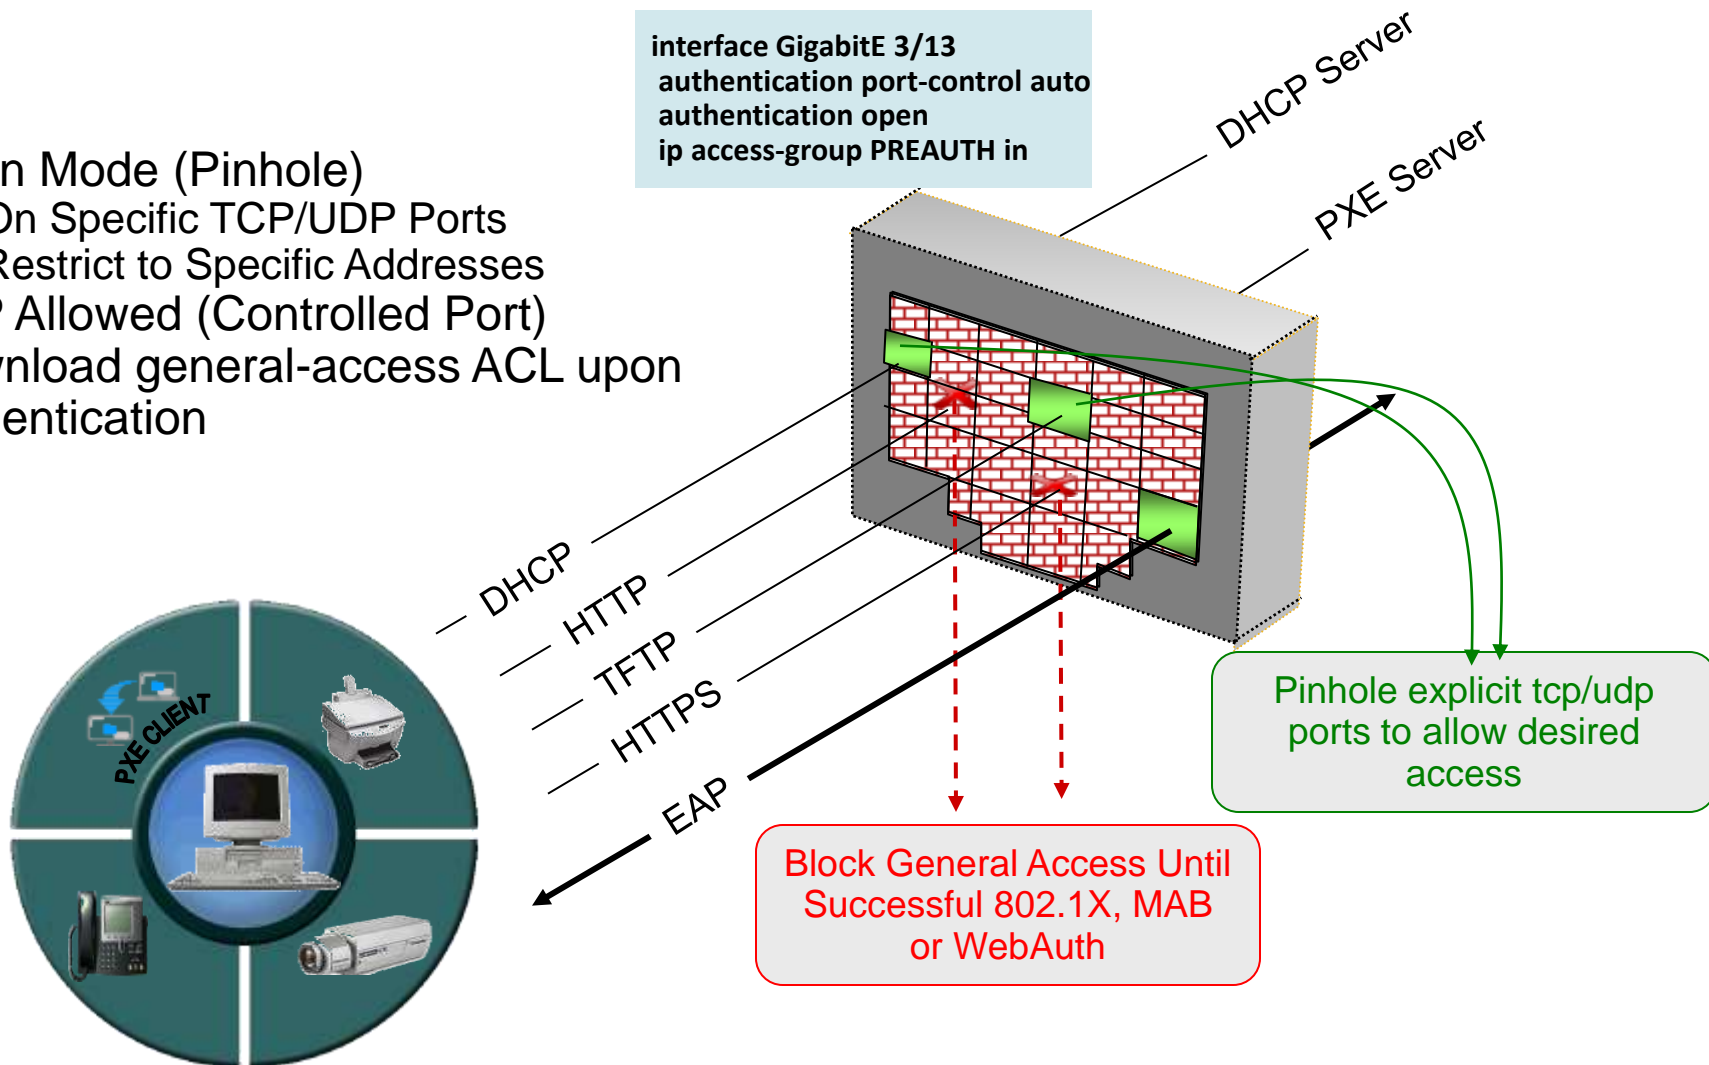 interface GigabitE 3/13
authentication port-control auto
authentication open
ip access-group PREAUTH in
n Mode (Pinhole)
On Specific TCP/UDP Ports
Restrict to Specific Addresses
P Allowed (Controlled Port)
wnload general-access ACL upon
entication
DHCP Server
PXE Server
DHCP
HTTP
TFTP
HTTPS
EAP
PXE CLIENT
Pinhole explicit tcp/udp
ports to allow desired
access
Block General Access Until
Successful 802.1X, MAB
or WebAuth